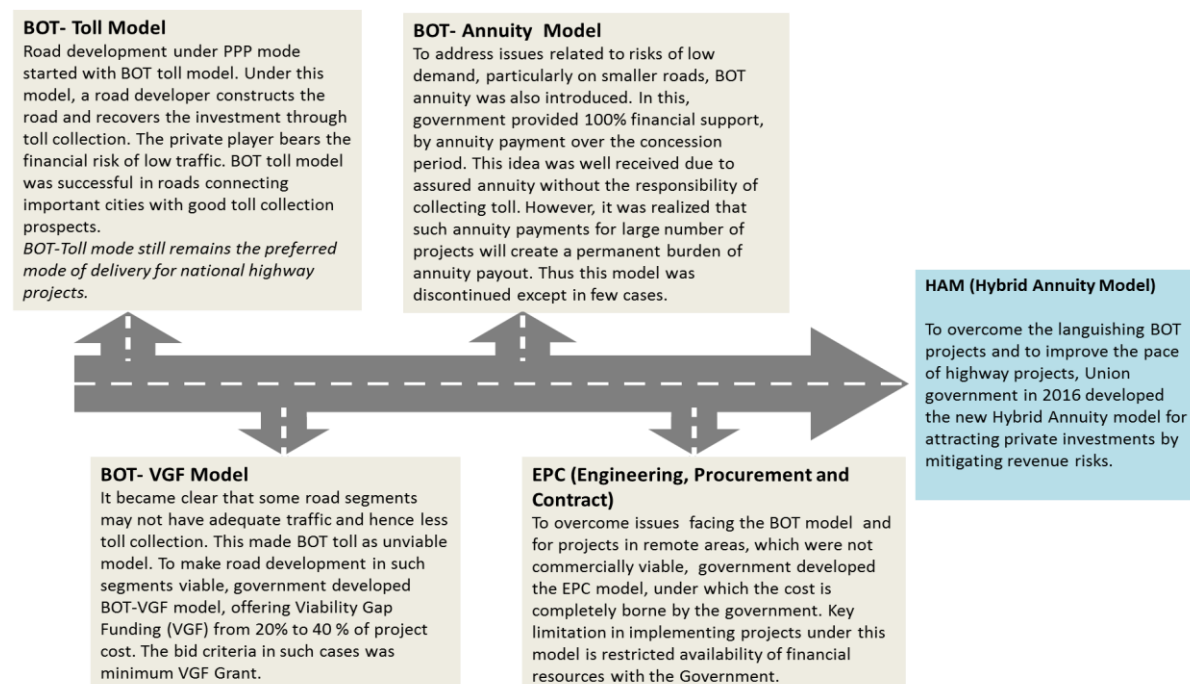 BOT- Toll Model
Road development under PPP mode
started with BOT toll model. Under this
model, a road developer constructs the
road and recovers the investment through
toll collection. The private player bears the
financial risk of low traffic. BOT toll model
was successful in roads connecting
important cities with good toll collection
prospects.
BOT-Toll mode still remains the preferred
mode of delivery for national highway
projects.
BOT- VGF Model
It became clear that some road segments
may not have adequate traffic and hence less
toll collection. This made BOT toll as unviable
model. To make road development in such
segments viable, government developed
BOT-VGF model, offering Viability Gap
Funding (VGF) from 20% to 40 % of project
cost. The bid criteria in such cases was
minimum VGF Grant.
BOT- Annuity Model
To address issues related to risks of low
demand, particularly on smaller roads, BOT
annuity was also introduced. In this,
government provided 100% financial support,
by annuity payment over the concession
period. This idea was well received due to
assured annuity without the responsibility of
collecting toll. However, it was realized that
such annuity payments for large number of
projects will create a permanent burden of
annuity payout. Thus this model was
discontinued except in few cases.
EPC (Engineering, Procurement and
Contract)
To overcome issues facing the BOT model and
for projects in remote areas, which were not
commercially viable, government developed
the EPC model, under which the cost is
completely borne by the government. Key
limitation in implementing projects under this
model is restricted availability of financial
resources with the Government.
HAM (Hybrid Annuity Model)
To overcome the languishing BOT
projects and to improve the pace
of highway projects, Union
government in 2016 developed
the new Hybrid Annuity model for
attracting private investments by
mitigating revenue risks.